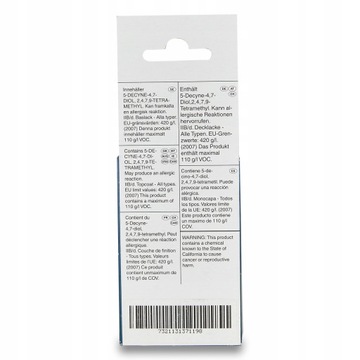 Innehåller
5-DECYNE-4,7-
DIOL, 2,4,7,9-TETRA-
METHYL. Kan framkalla
en allergisk reaktion.
IIB/d. Baslack - Alla typer.
EU-gränsvärden: 420 g/l.
(2007) Denna produkt
innehåller maximalt
110 g/l VOC.
Contains 5-DE-
CYNE-4,7-DI-
OL, 2,4,7,9-TE-
TRAMETHYL.
May produce an allergic
reaction.
IIB/d. Topcoat - All types.
EU limit values: 420 g/l.
(2007) This product
contains a maximum of
110 g/l VOC.
Contient du
5-Decyne-
4,7-diol,
2,4,7,9-tetramethyl. Peut
déclencher une réaction
allergique.
IIB/d. Couche de finition
- Tous types. Valeurs
limites de l'UE: 420 g/l.
(2007) Ce produit contient
un maximum de
110 g/l de COV.
Enthält
5-Decyne-4,7-
Diol,2,4,7,9-
Tetramethyl. Kann al-
lergische Reaktionen
hervorrufen.
IIB/d. Decklacke -
Alle Typen. EU-Gren-
zwerte: 420 g/l.
(2007) Das Produkt
enthält maximal
110 g/l VOC.
Contiene 5-de-
cino-4,7-diol,
2,4,7,9-tetrametil. Puede
provocar una reacción
alérgica.
IIB/d. Monocapa - Todos
los tipos. Valores límite
de la UE: 420 g/l. (2007)
Este producto contiene
un máximo de 110 g/l de
COV.
WARNING: This product
contains a chemical
known to the State of
California to cause
cancer or reproductive
harm.
7321131371190